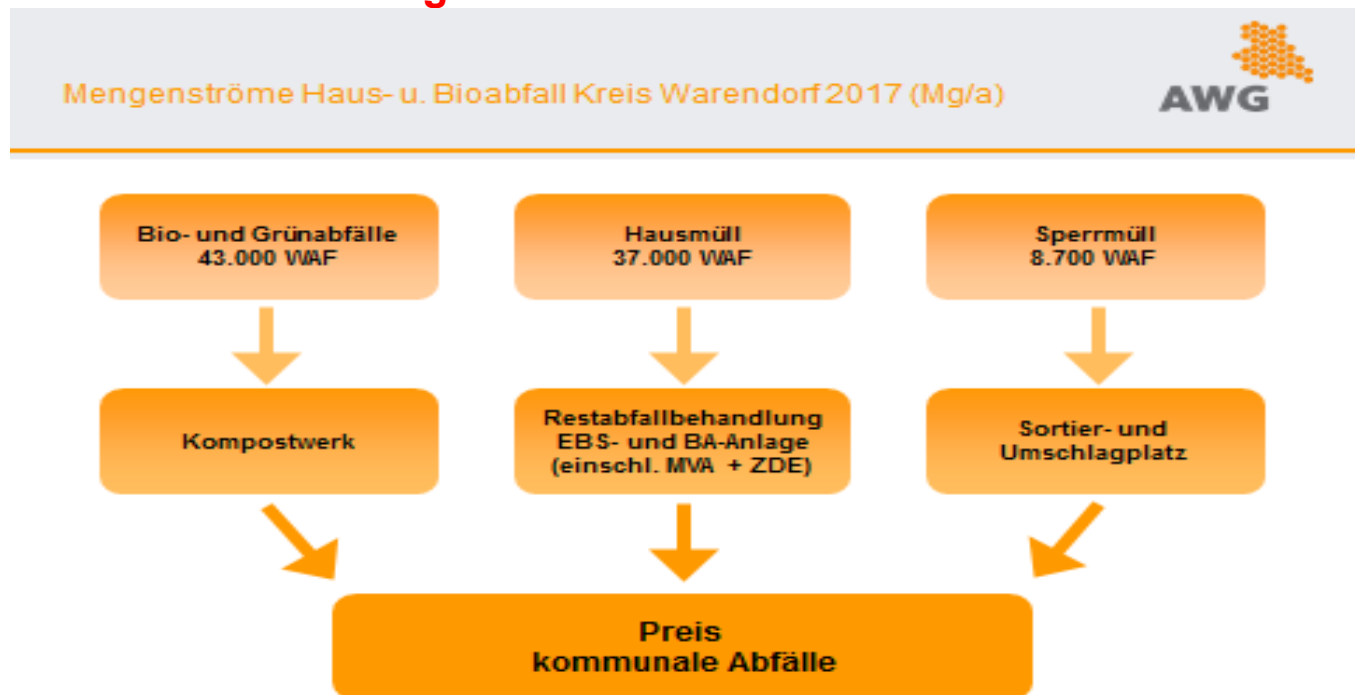 Mengenströme Haus- u. Bioabfall Kreis Warendorf 2017 (Mg/a)
AWG
Bio- und Grünabfälle
43.000 WAF
Hausmüll
37.000 WAF
Sperrmüll
8.700 WAF
Kompostwerk
Restabfallbehandlung
EBS- und BA-Anlage
(einschl. MVA + ZDE)
Sortier- und
Umschlagplatz
Preis
kommunale Abfälle